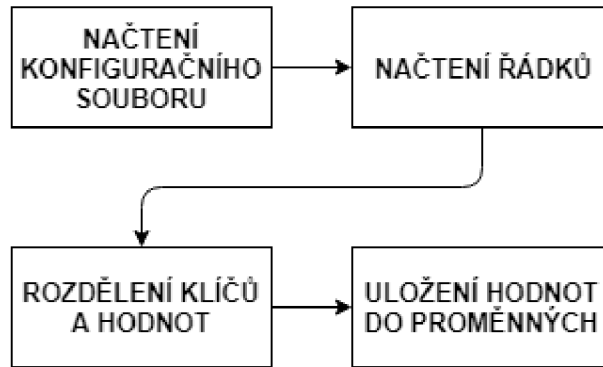 NAČTENÍ
KONFIGURAČNÍHO
SOUBORU
NAČTENÍ ŘÁDKŮ
ROZDĚLENÍ KLÍČŮ
A HODNOT
ULOŽENÍ HODNOT
DO PROMĚNNÝCH